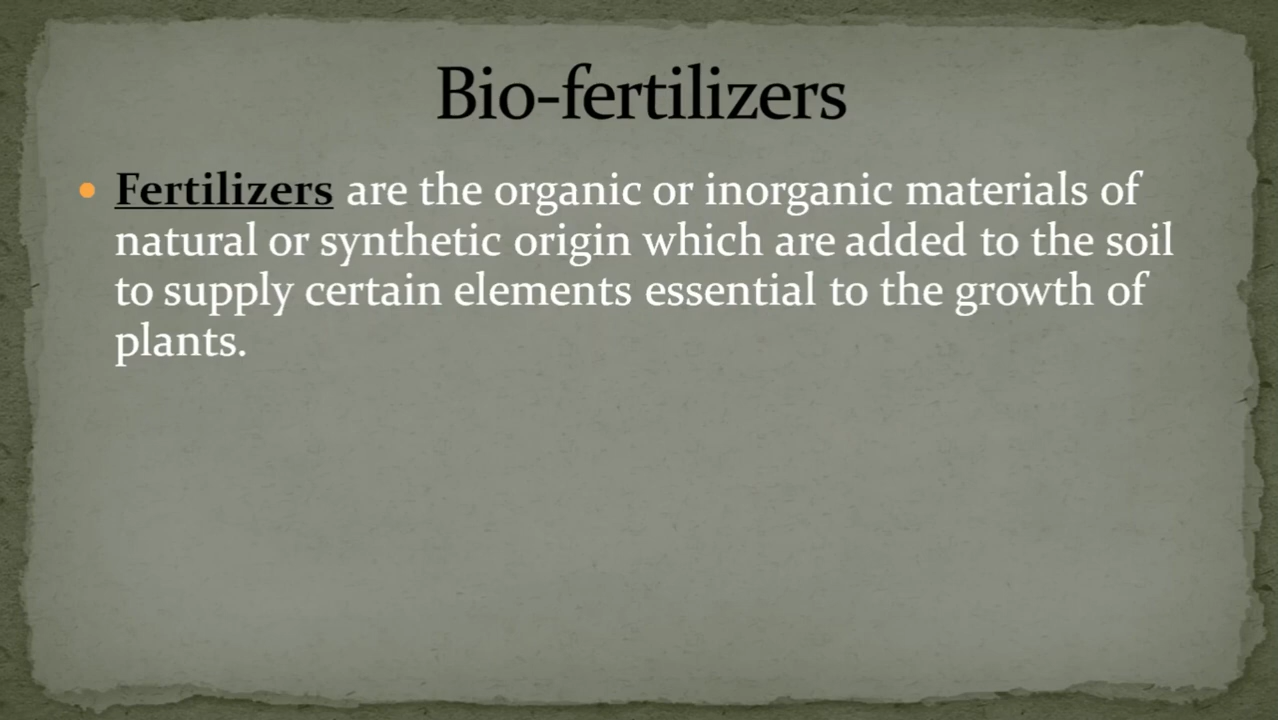 Bio-fertilizers
Fertilizers are the organic or inorganic materials of
natural or synthetic origin which are added to the soil
to supply certain elements essential to the growth of
plants.